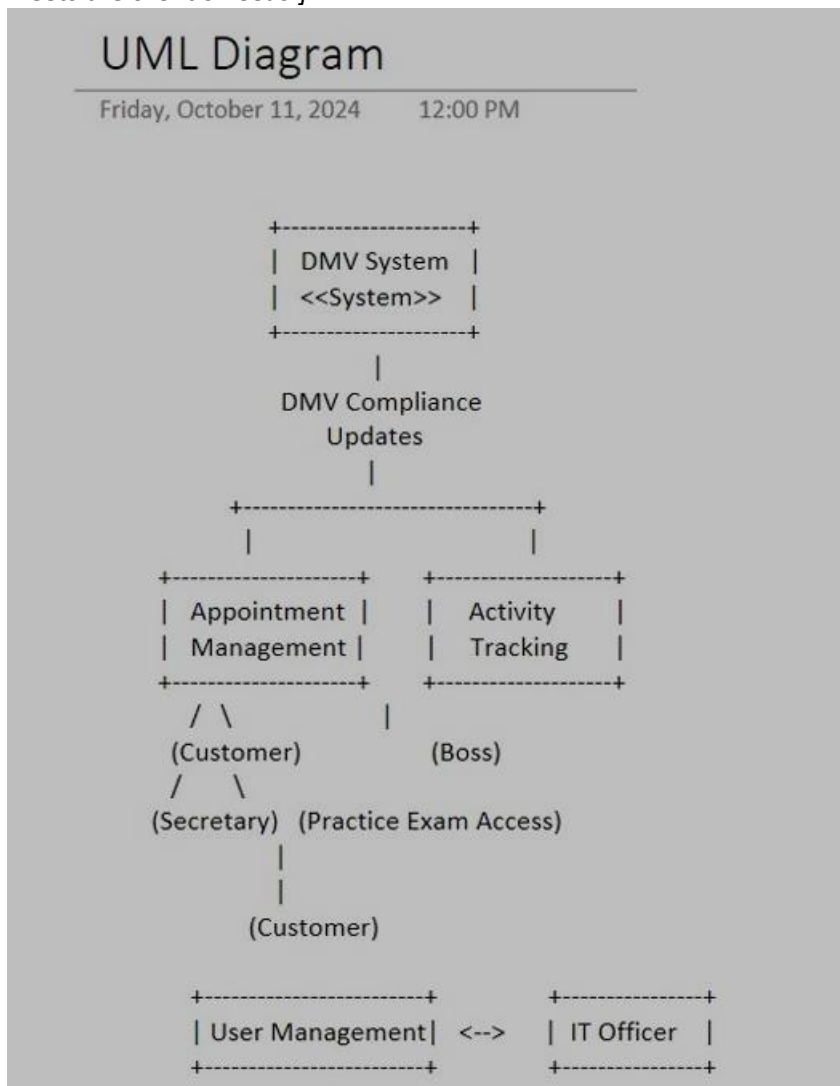 UML Diagram
Friday, October 11, 2024 12:00 PM
+---------------------+
| DMV System |
| <<System>> |
+---------------------+
|
DMV Compliance
Updates
|
+--------------------------------+
| |
+---------------------+ +---------------------+
| Appointment | | Activity |
| Management | | Tracking |
+---------------------+ +---------------------+
/ \ |
(Customer) (Boss)
/ \
(Secretary) (Practice Exam Access)
|
|
(Customer)
+-------------------------+ +----------------+
| User Management| <--> | IT Officer |
+-------------------------+ +----------------+